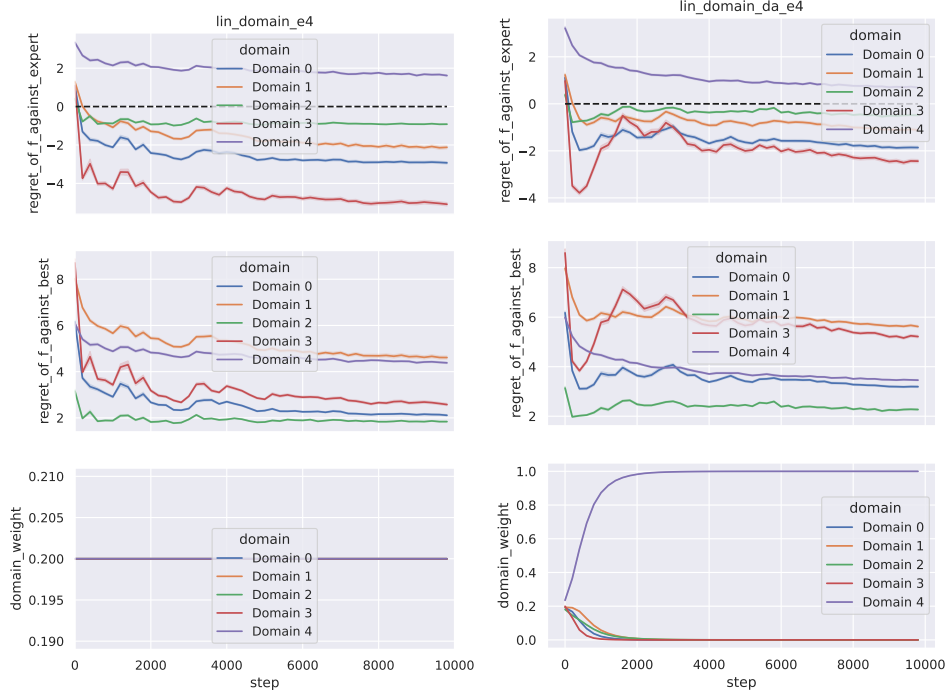 lin_domain_e4
regret_of_f_against_expert
2
0
−2
−4
domain
Domain 0
Domain 1
Domain 2
Domain 3
Domain 4
regret_of_f_against_best
8
6
4
2
domain
Domain 0
Domain 1
Domain 2
Domain 3
Domain 4
domain_weight
0.210
0.205
0.200
0.195
0.190
domain
Domain 0
Domain 1
Domain 2
Domain 3
Domain 4
0
2000
4000
6000
8000
10000
step
lin_domain_da_e4
regret_of_f_against_expert
2
0
−2
−4
domain
Domain 0
Domain 1
Domain 2
Domain 3
Domain 4
regret_of_f_against_best
8
6
4
2
domain
Domain 0
Domain 1
Domain 2
Domain 3
Domain 4
domain_weight
1.0
0.8
0.6
0.4
0.2
0.0
domain
Domain 0
Domain 1
Domain 2
Domain 3
Domain 4
0
2000
4000
6000
8000
10000
step